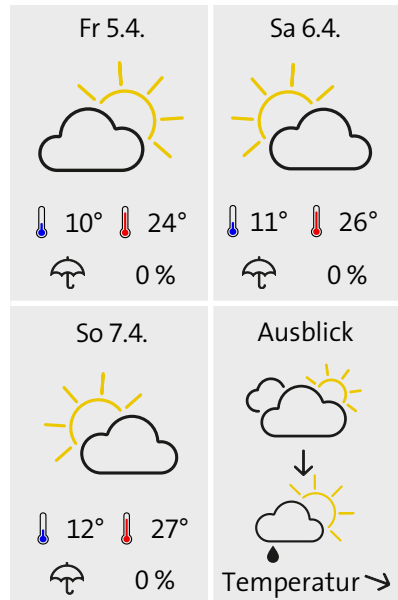 Fr 5.4.
10° 24°
0 %
Sa 6.4.
11° 26°
0 %
So 7.4.
12° 27°
0 %
Ausblick
Temperatur